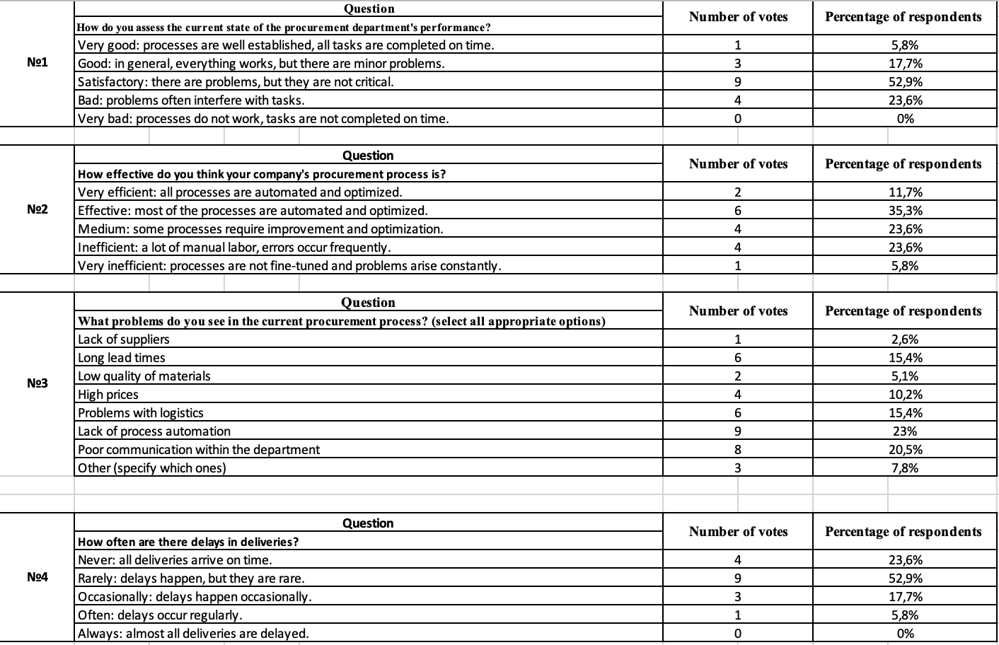 Question Number of votes Percentage of respondents
How do you assess the current state of the procurement department's performance?
Very good: processes are well established, all tasks are completed on time. 1 5,8%
№1
Good: in general, everything works, but there are minor problems. 3 17,7%
Satisfactory: there are problems, but they are not critical. 9 52,9%
Bad: problems often interfere with tasks. 4 23,6%
Very bad: processes do not work, tasks are not completed on time. 0 0%
Question Number of votes Percentage of respondents
How effective do you think your company's procurement process is?
Very efficient: all processes are automated and optimized. 2 11,7%
№2 Effective: most of the processes are automated and optimized. 6 35,3%
Medium: some processes require improvement and optimization. 4 23,6%
Inefficient: a lot of manual labor, errors occur frequently. 4 23,6%
Very inefficient: processes are not fine-tuned and problems arise constantly. 1 5,8%
Question Number of votes Percentage of respondents
What problems do you see in the current procurement process? (select all appropriate options)
Lack of suppliers 1 2,6%
Long lead times 6 15,4%
Low quality of materials 2 5,1%
№3
High prices 4 10,2%
Problems with logistics 6 15,4%
Lack of process automation 9 23%
Poor communication within the department 8 20,5%
Other (specify which ones) 3 7,8%
Question Number of votes Percentage of respondents
How often are there delays in deliveries?
Never: all deliveries arrive on time. 4 23,6%
№4 Rarely: delays happen, but they are rare. 9 52,9%
Occasionally: delays happen occasionally. 3 17,7%
Often: delays occur regularly. 1 5,8%
Always: almost all deliveries are delayed. 0 0%